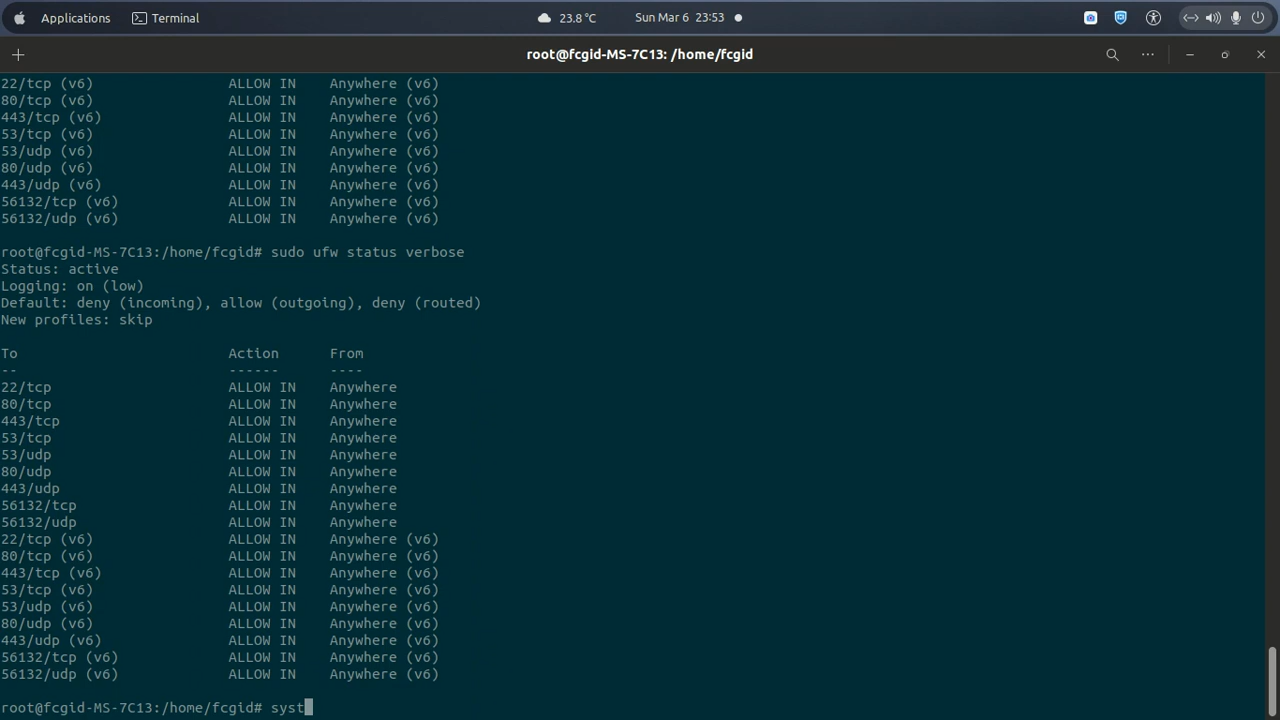 Applications Terminal 23.8 °C Sun Mar 6 23:53
root@fcgid-MS-7C13: /home/fcgid
22/tcp (v6) ALLOW IN Anywhere (v6)
80/tcp (v6) ALLOW IN Anywhere (v6)
443/tcp (v6) ALLOW IN Anywhere (v6)
53/tcp (v6) ALLOW IN Anywhere (v6)
53/udp (v6) ALLOW IN Anywhere (v6)
80/udp (v6) ALLOW IN Anywhere (v6)
443/udp (v6) ALLOW IN Anywhere (v6)
56132/tcp (v6) ALLOW IN Anywhere (v6)
56132/udp (v6) ALLOW IN Anywhere (v6)
root@fcgid-MS-7C13:/home/fcgid# sudo ufw status verbose
Status: active
Logging: on (low)
Default: deny (incoming), allow (outgoing), deny (routed)
New profiles: skip
To Action From
-- ------ ----
22/tcp ALLOW IN Anywhere
80/tcp ALLOW IN Anywhere
443/tcp ALLOW IN Anywhere
53/tcp ALLOW IN Anywhere
53/udp ALLOW IN Anywhere
80/udp ALLOW IN Anywhere
443/udp ALLOW IN Anywhere
56132/tcp ALLOW IN Anywhere
56132/udp ALLOW IN Anywhere
22/tcp (v6) ALLOW IN Anywhere (v6)
80/tcp (v6) ALLOW IN Anywhere (v6)
443/tcp (v6) ALLOW IN Anywhere (v6)
53/tcp (v6) ALLOW IN Anywhere (v6)
53/udp (v6) ALLOW IN Anywhere (v6)
80/udp (v6) ALLOW IN Anywhere (v6)
443/udp (v6) ALLOW IN Anywhere (v6)
56132/tcp (v6) ALLOW IN Anywhere (v6)
56132/udp (v6) ALLOW IN Anywhere (v6)
root@fcgid-MS-7C13:/home/fcgid# syst